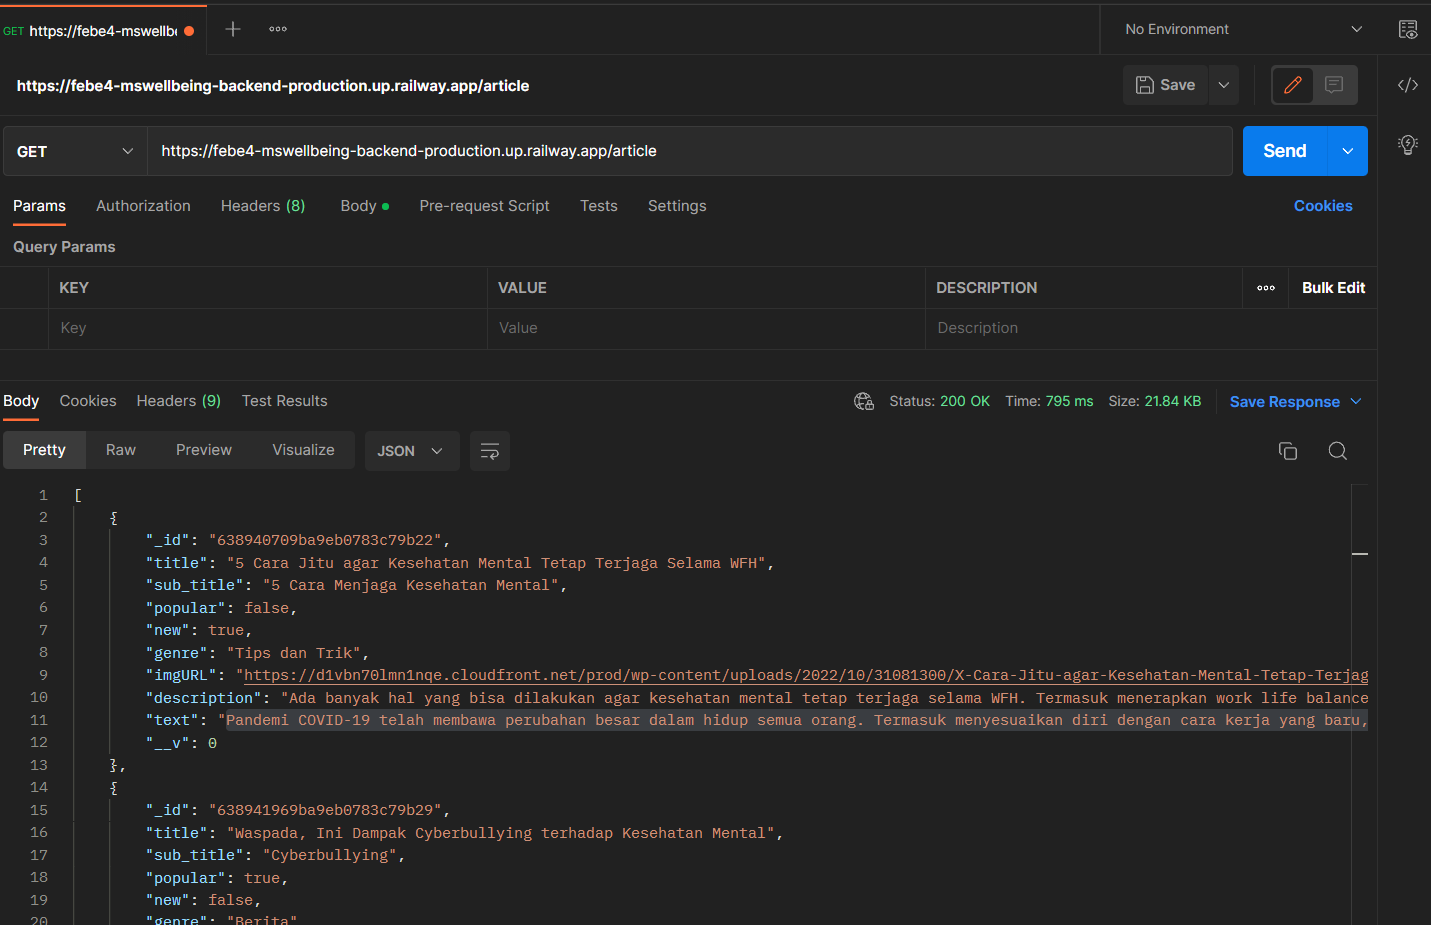 GET https://febe4-mswellbe
No Environment
https://febe4-mswellbeing-backend-production.up.railway.app/article
Save
GET https://febe4-mswellbeing-backend-production.up.railway.app/article
Send
Params Authorization Headers (8) Body Pre-request Script Tests Settings Cookies
Query Params
KEY VALUE DESCRIPTION Bulk Edit
Key Value Description
Body Cookies Headers (9) Test Results Status: 200 OK Time: 795 ms Size: 21.84 KB Save Response
Pretty Raw Preview Visualize JSON
1 [
2 {
3 "_id": "638940709ba9eb0783c79b22",
4 "title": "5 Cara Jitu agar Kesehatan Mental Tetap Terjaga Selama WFH",
5 "sub_title": "5 Cara Menjaga Kesehatan Mental",
6 "popular": false,
7 "new": true,
8 "genre": "Tips dan Trik",
9 "imgURL": "https://d1vbn70lmn1nqe.cloudfront.net/prod/wp-content/uploads/2022/10/31081300/X-Cara-Jitu-agar-Kesehatan-Mental-Tetap-Terjag
10 "description": "Ada banyak hal yang bisa dilakukan agar kesehatan mental tetap terjaga selama WFH. Termasuk menerapkan work life balance
11 "text": "Pandemi COVID-19 telah membawa perubahan besar dalam hidup semua orang. Termasuk menyesuaikan diri dengan cara kerja yang baru,
12 "__v": 0
13 },
14 {
15 "_id": "638941969ba9eb0783c79b29",
16 "title": "Waspada, Ini Dampak Cyberbullying terhadap Kesehatan Mental",
17 "sub_title": "Cyberbullying",
18 "popular": true,
19 "new": false,
20 "genre": "Berita"